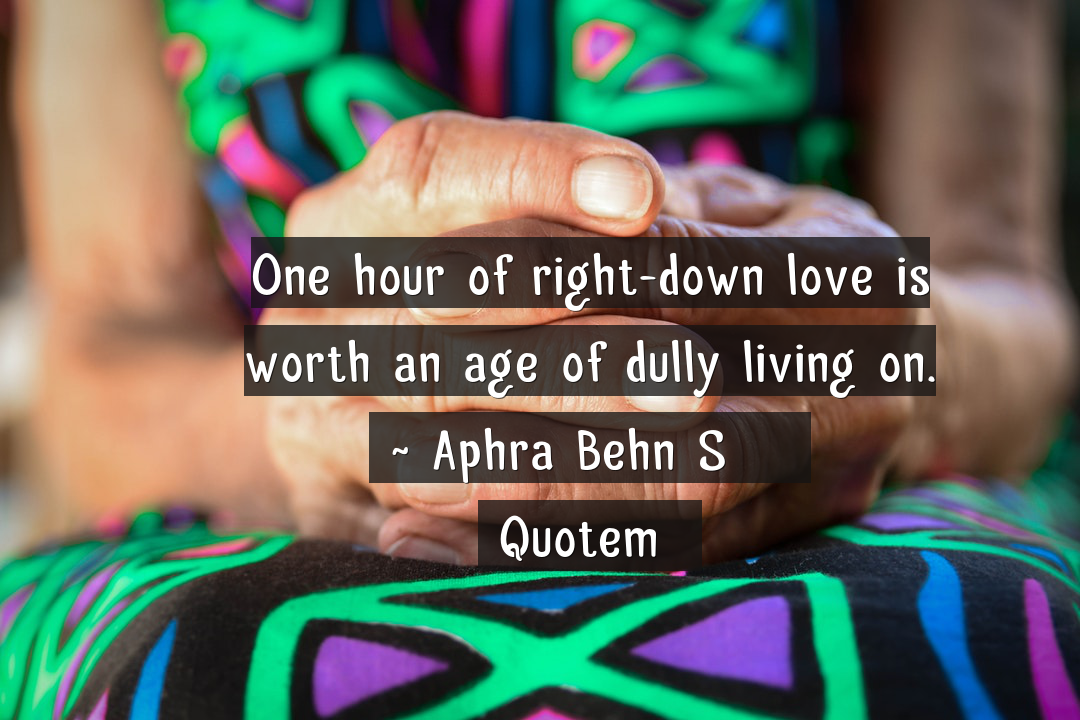 One hour of right-down love is
worth an age of dully living on.
~ Aphra Behn S
Quotem